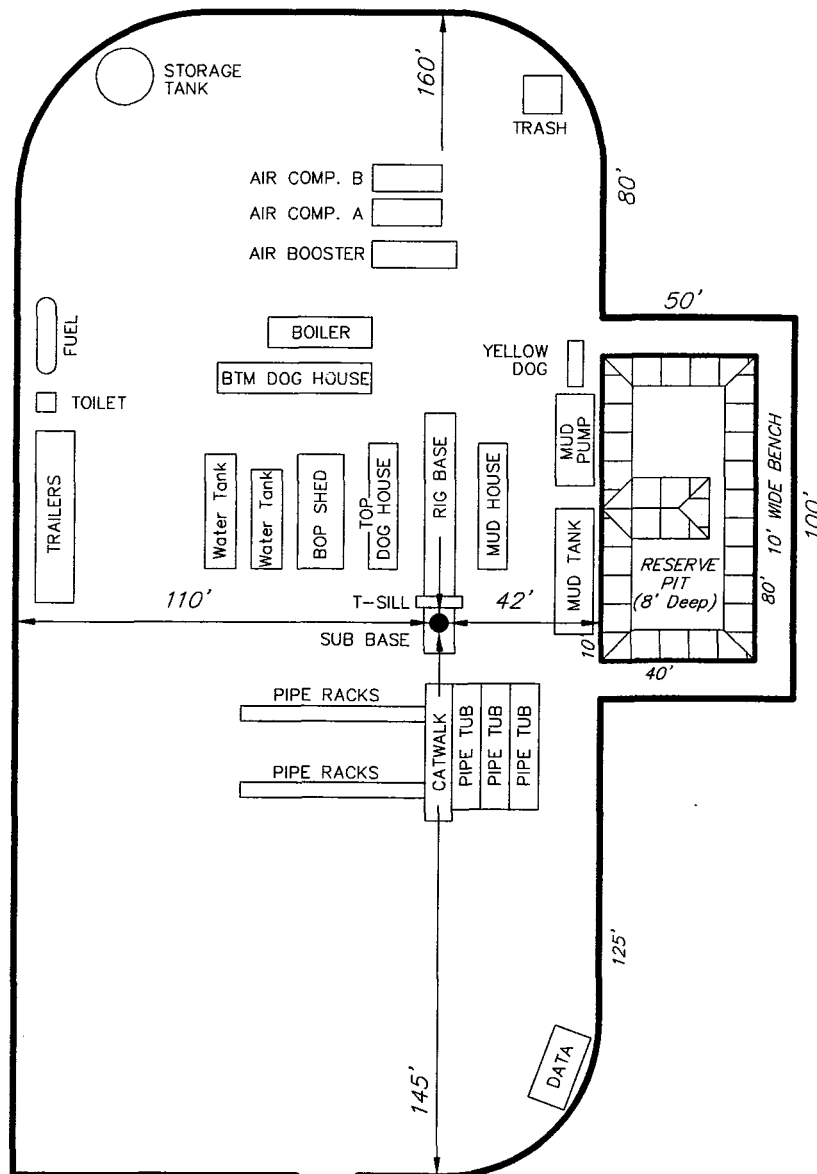 STORAGE
TANK
160'
TRASH
AIR COMP. B
AIR COMP. A
AIR BOOSTER
80'
50'
FUEL
BOILER
YELLOW
DOG
BTM DOG HOUSE
TOILET
TRAILERS
Water Tank
Water Tank
BOP SHED
TOP
DOG HOUSE
RIG BASE
MUD HOUSE
MUD
PUMP
MUD TANK
RESERVE
PIT
(8' Deep)
80'
10' WIDE BENCH
100'
110'
T-SILL
42'
SUB BASE
10'
40'
PIPE RACKS
PIPE RACKS
CATWALK
PIPE TUB
PIPE TUB
PIPE TUB
125'
DATA
145'